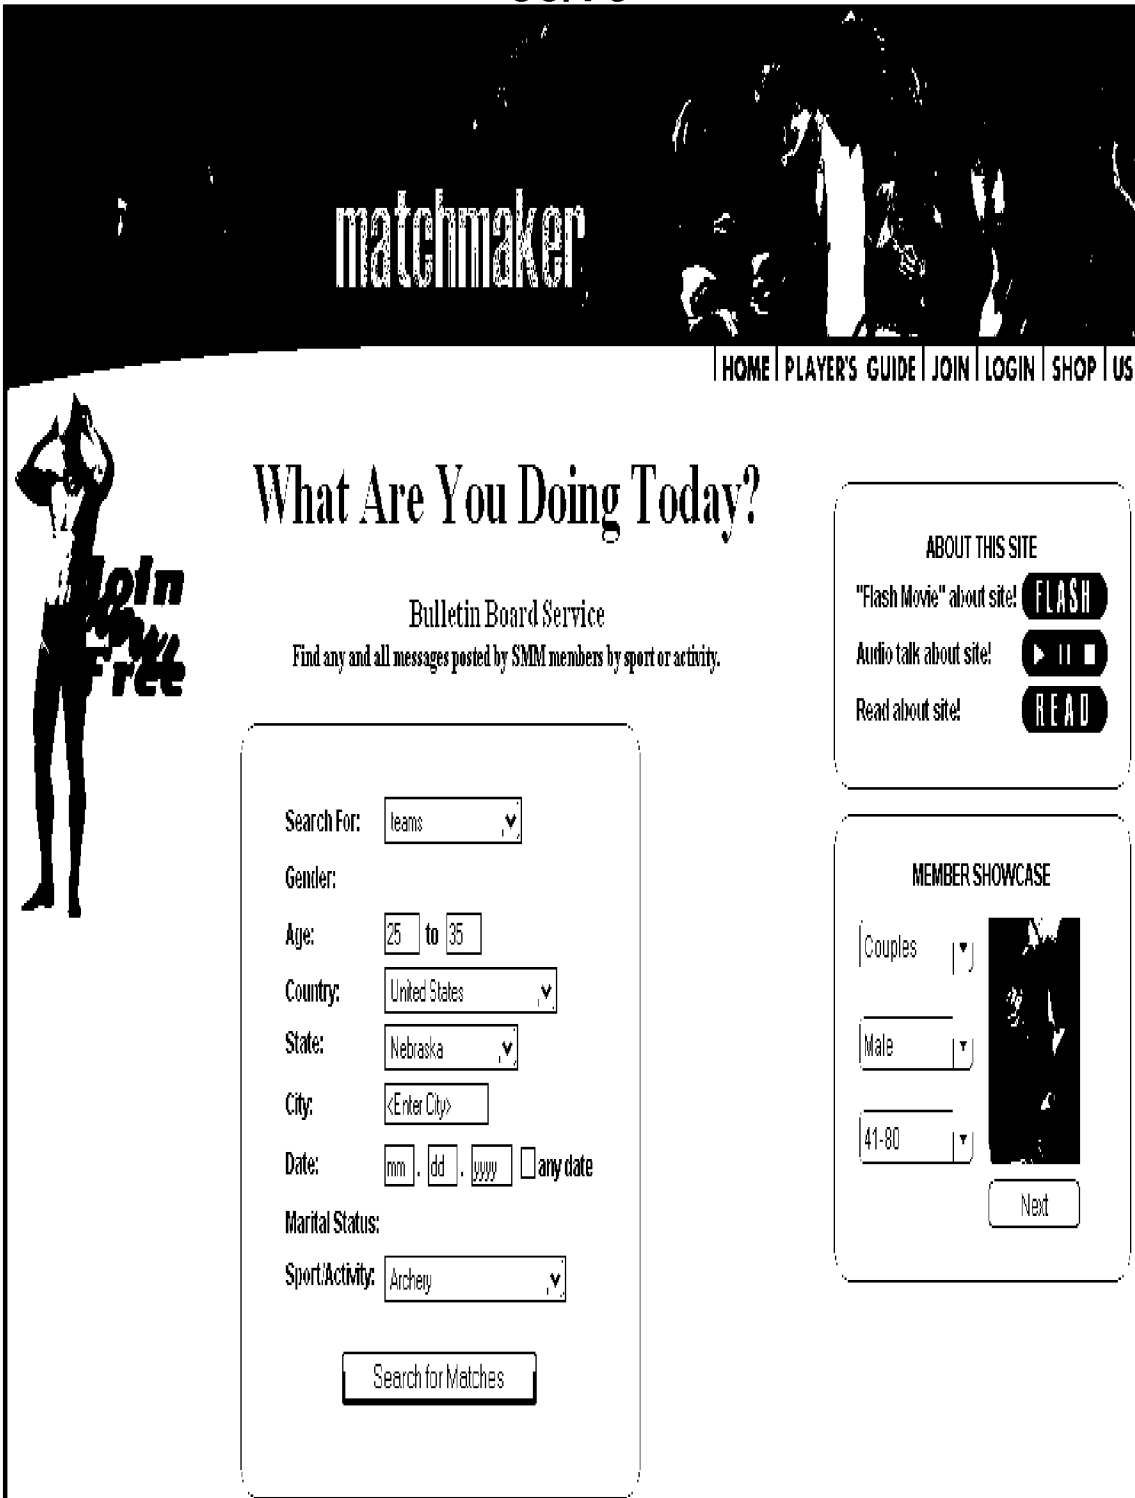 matchmaker
HOME | PLAYER'S GUIDE | JOIN | LOGIN | SHOP | US
Join
Now
Free
What Are You Doing Today?
Bulletin Board Service
Find any and all messages posted by SMM members by sport or activity.
Search For: teams
Gender:
Age: 25 to 35
Country: United States
State: Nebraska
City: <Enter City>
Date: mm . dd . yyyy any date
Marital Status:
Sport/Activity: Archery
Search for Matches
ABOUT THIS SITE
"Flash Movie" about site! FLASH
Audio talk about site!
Read about site! READ
MEMBER SHOWCASE
Couples
Male
41-80
Next